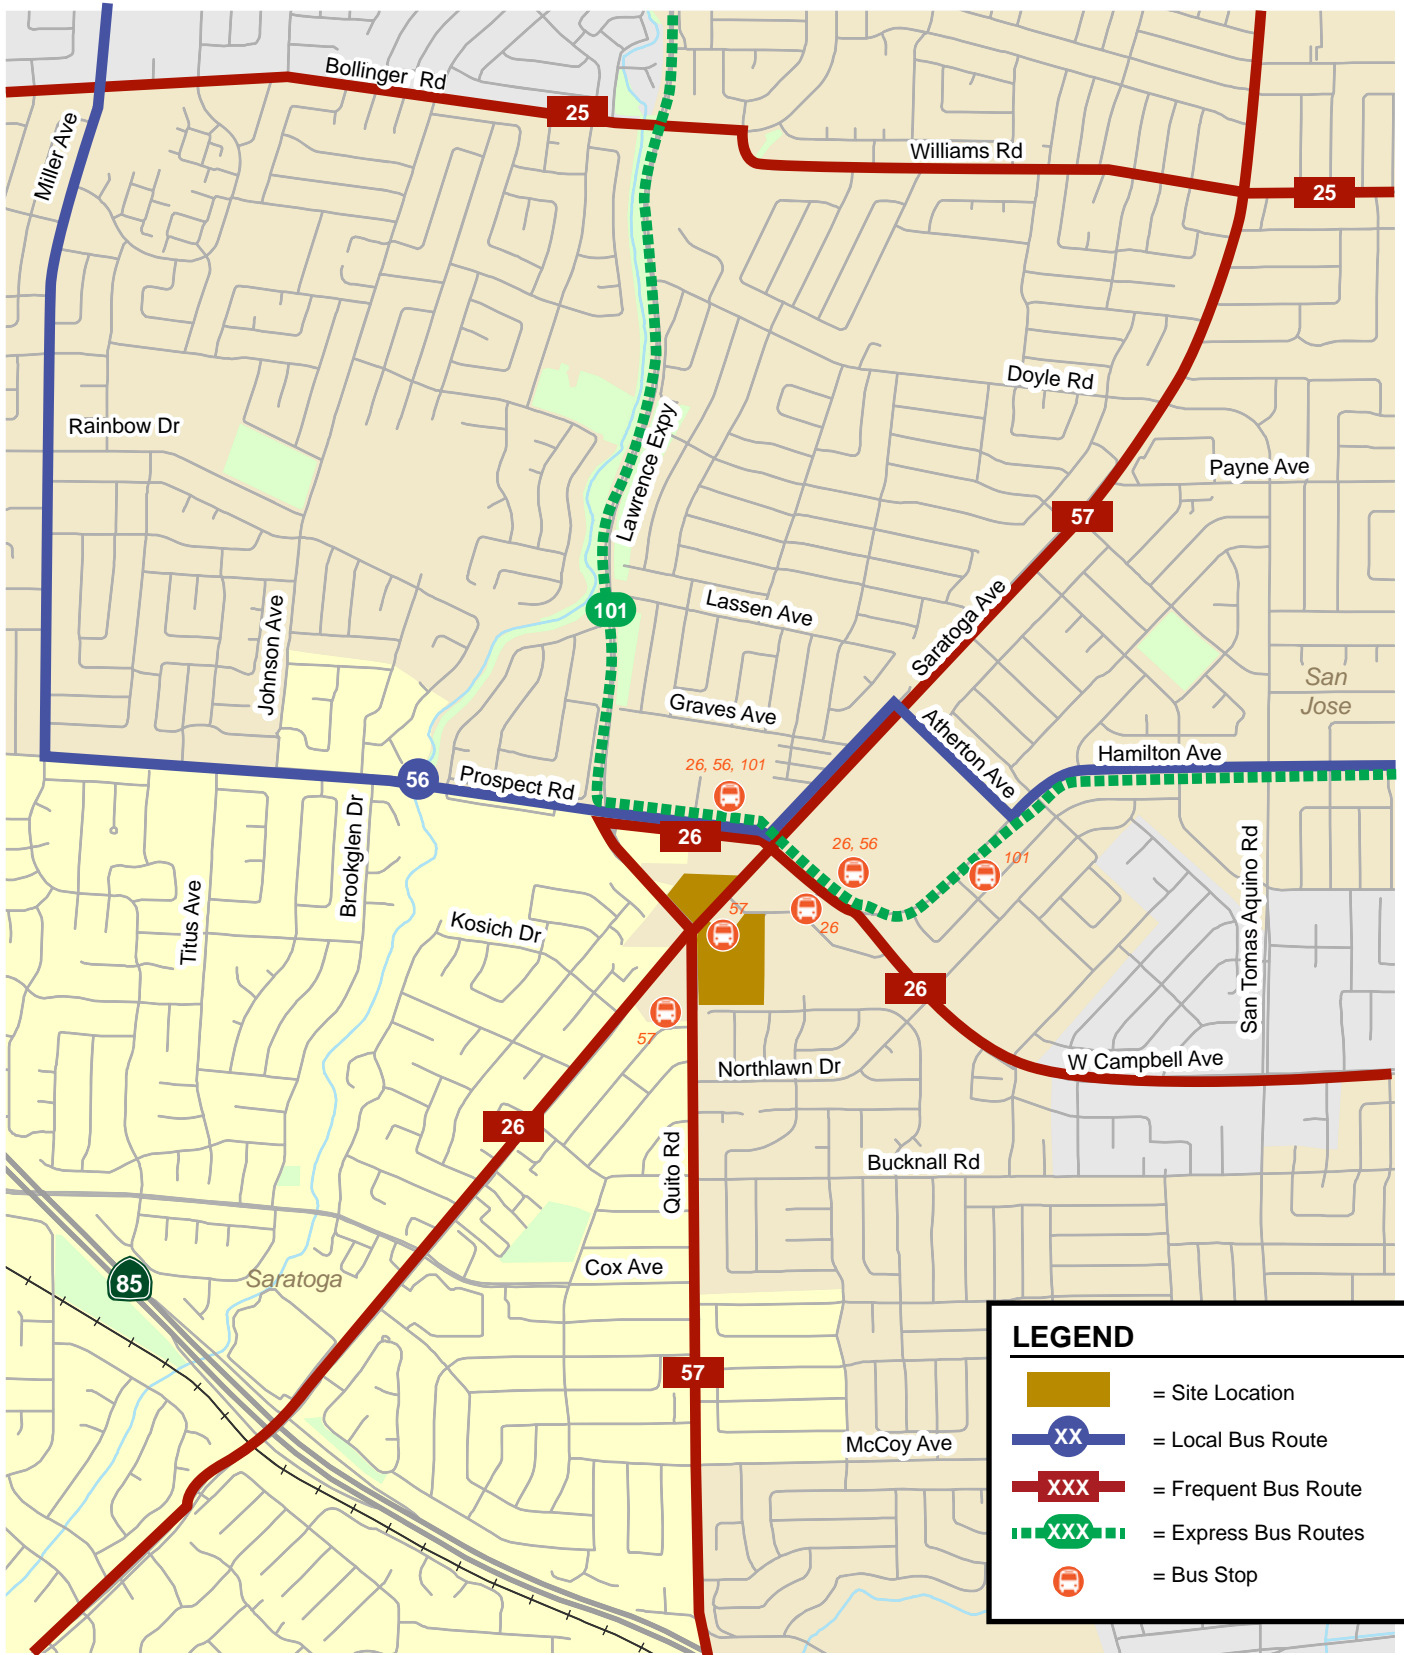 Bollinger Rd
25
Miller Ave
Williams Rd
25
Doyle Rd
Rainbow Dr
Lawrence Expy
Payne Ave
57
101
Lassen Ave
Saratoga Ave
Johnson Ave
San
Jose
Graves Ave
Atherton Ave
Hamilton Ave
26, 56, 101
56
Prospect Rd
26
26, 56
101
Brookglen Dr
San Tomas Aquino Rd
Titus Ave
Kosich Dr
57
26
26
57
Northlawn Dr
W Campbell Ave
26
Quito Rd
Bucknall Rd
Cox Ave
85
Saratoga
57
McCoy Ave
LEGEND
= Site Location
XX = Local Bus Route
XXX = Frequent Bus Route
XXX = Express Bus Routes
= Bus Stop